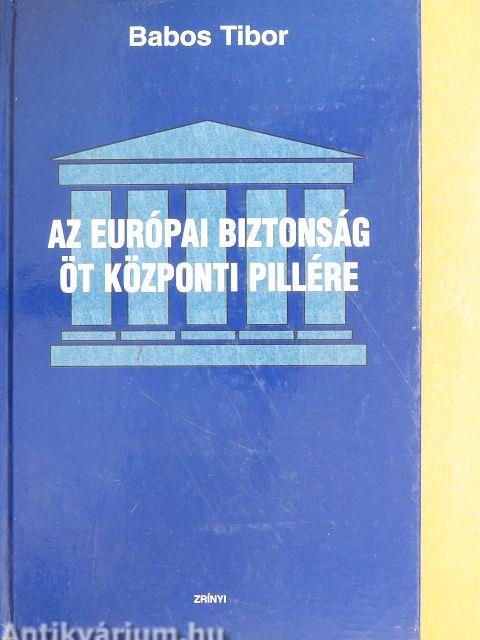 Babos Tibor
AZ EURÓPAI BIZTONSÁG
ÖT KÖZPONTI PILLÉRE
ZRÍNYI
Antikvárium.hu